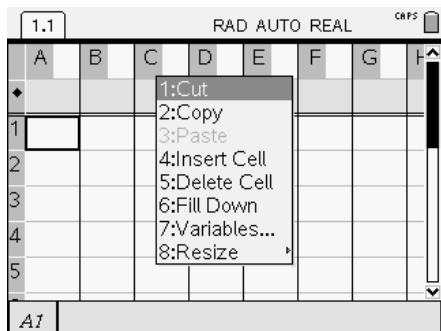 1.1 RAD AUTO REAL CAPS
A B C D E F G H
◆
1:Cut
2:Copy
3:Paste
4:Insert Cell
5:Delete Cell
6:Fill Down
7:Variables...
8:Resize
1
2
3
4
5
A1